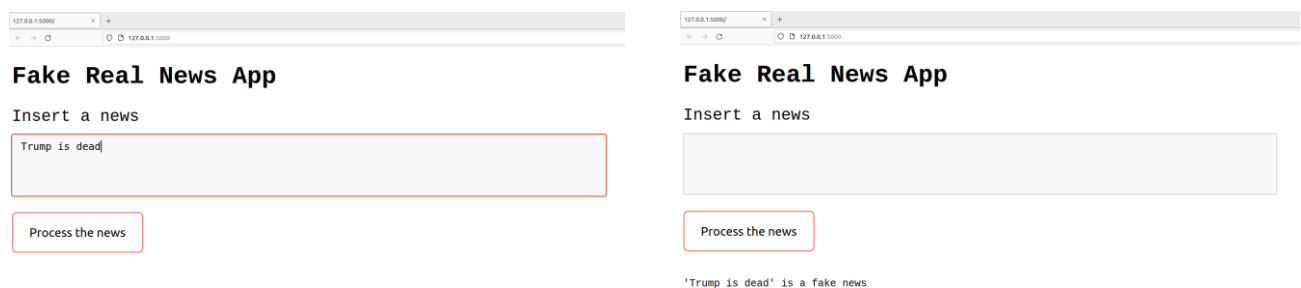 127.0.0.1:5000/ × +
127.0.0.1:5000
Fake Real News App
Insert a news
Trump is dead
Process the news
127.0.0.1:5000/ × +
127.0.0.1:5000
Fake Real News App
Insert a news
Process the news
'Trump is dead' is a fake news